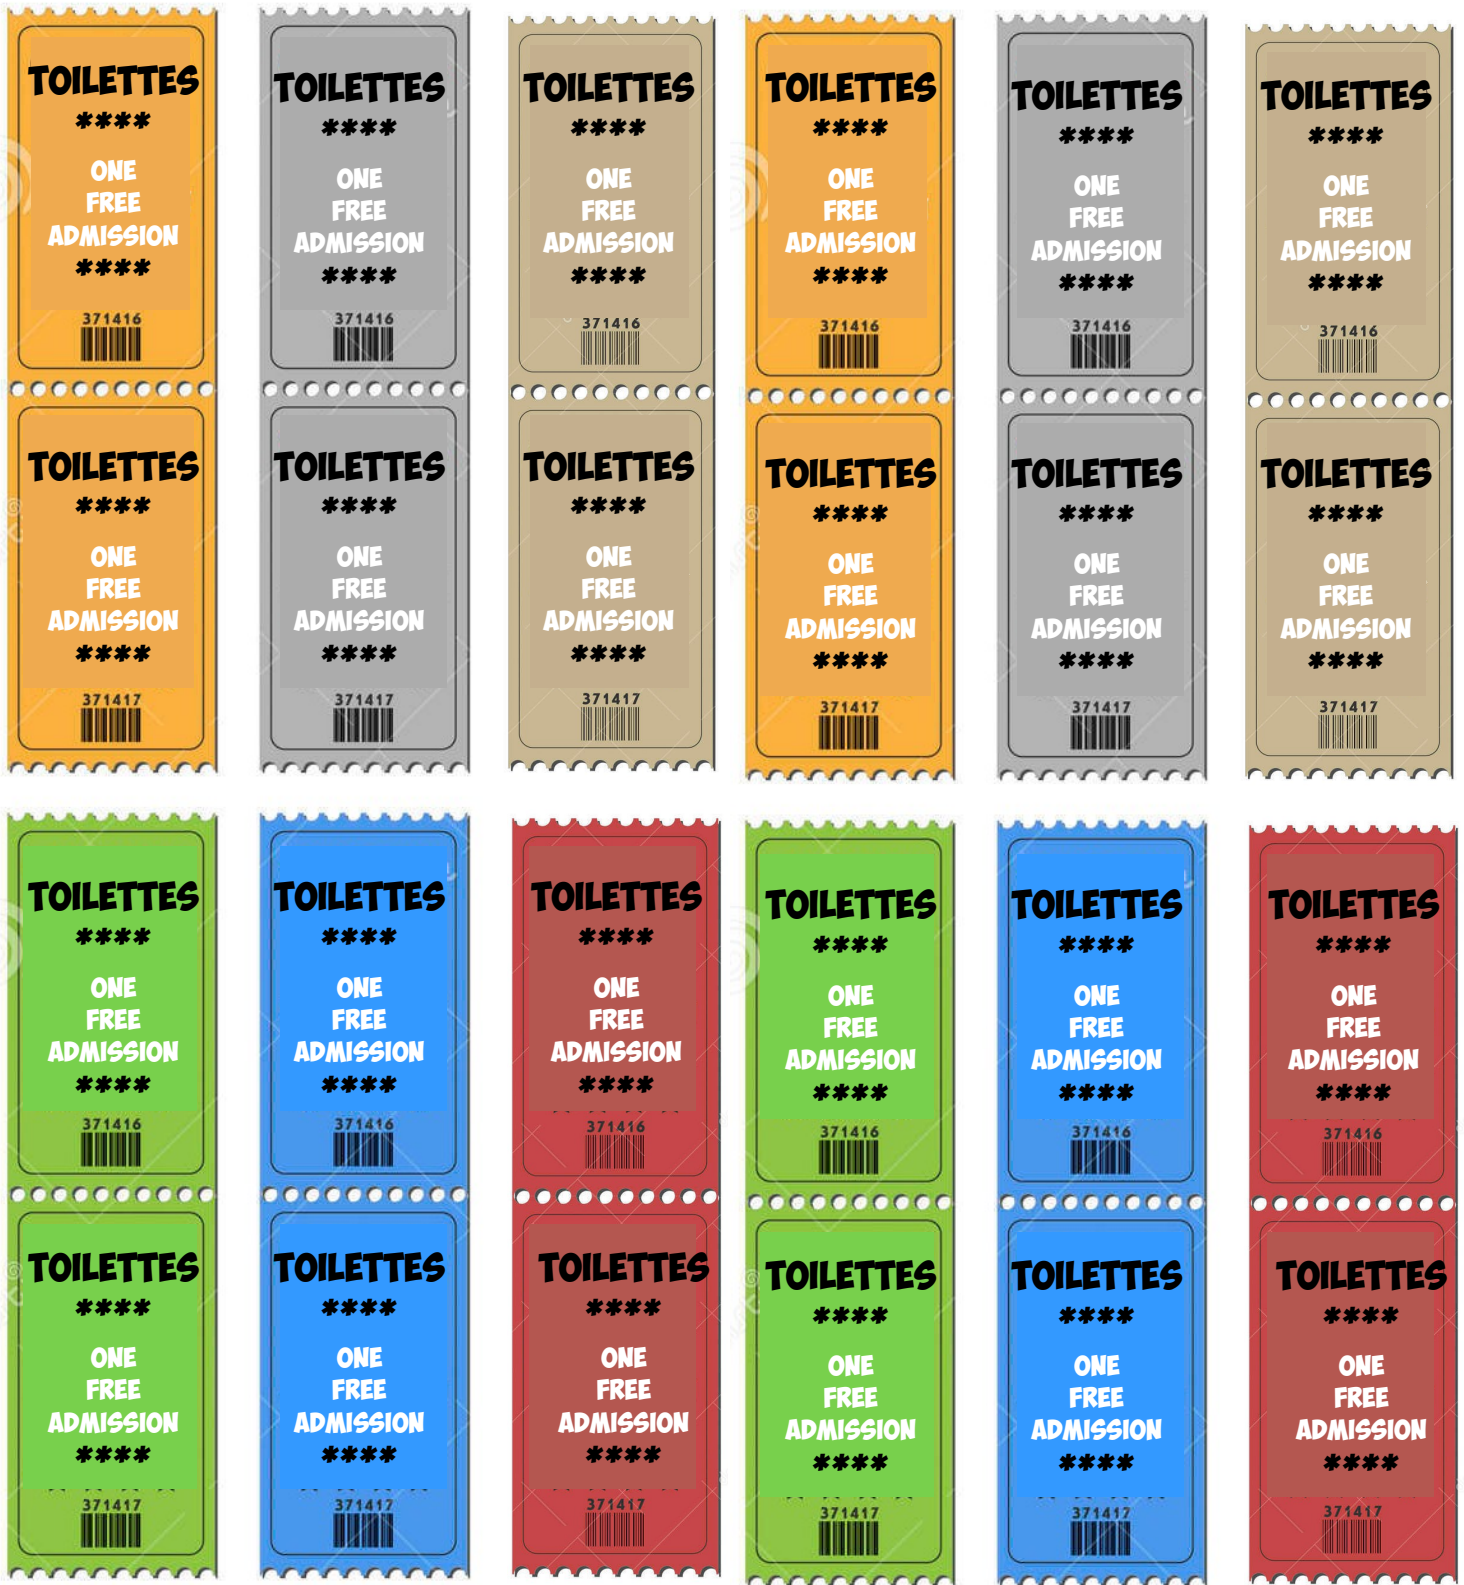 TOILETTES
****
ONE
FREE
ADMISSION
****
371416
TOILETTES
****
ONE
FREE
ADMISSION
****
371416
TOILETTES
****
ONE
FREE
ADMISSION
****
371416
TOILETTES
****
ONE
FREE
ADMISSION
****
371416
TOILETTES
****
ONE
FREE
ADMISSION
****
371416
TOILETTES
****
ONE
FREE
ADMISSION
****
371416
TOILETTES
****
ONE
FREE
ADMISSION
****
371417
TOILETTES
****
ONE
FREE
ADMISSION
****
371417
TOILETTES
****
ONE
FREE
ADMISSION
****
371417
TOILETTES
****
ONE
FREE
ADMISSION
****
371417
TOILETTES
****
ONE
FREE
ADMISSION
****
371417
TOILETTES
****
ONE
FREE
ADMISSION
****
371417
TOILETTES
****
ONE
FREE
ADMISSION
****
371416
TOILETTES
****
ONE
FREE
ADMISSION
****
371416
TOILETTES
****
ONE
FREE
ADMISSION
****
371416
TOILETTES
****
ONE
FREE
ADMISSION
****
371416
TOILETTES
****
ONE
FREE
ADMISSION
****
371416
TOILETTES
****
ONE
FREE
ADMISSION
****
371416
TOILETTES
****
ONE
FREE
ADMISSION
****
371417
TOILETTES
****
ONE
FREE
ADMISSION
****
371417
TOILETTES
****
ONE
FREE
ADMISSION
****
371417
TOILETTES
****
ONE
FREE
ADMISSION
****
371417
TOILETTES
****
ONE
FREE
ADMISSION
****
371417
TOILETTES
****
ONE
FREE
ADMISSION
****
371417